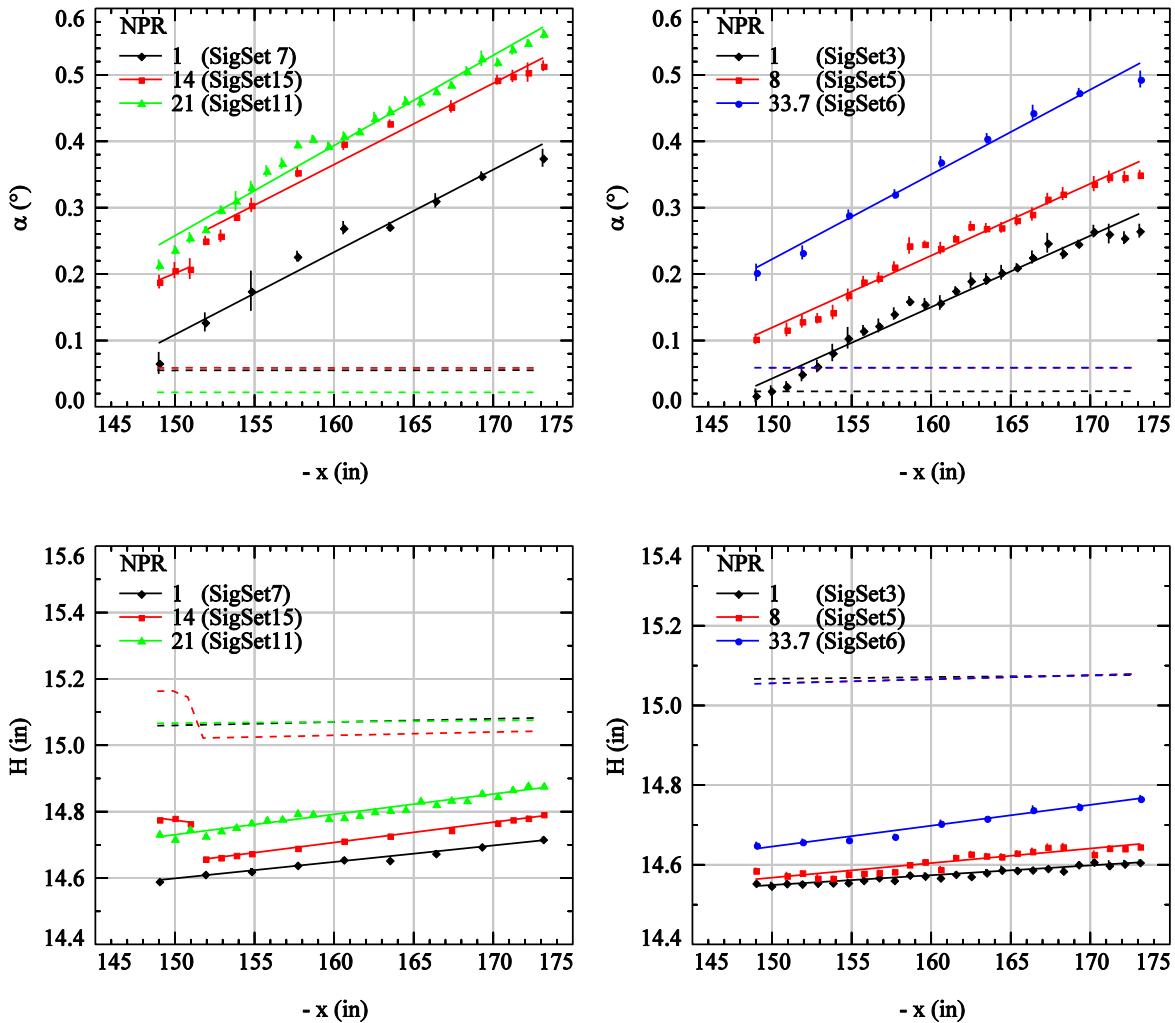 0.6
NPR
1 (SigSet 7)
14 (SigSet15)
21 (SigSet11)
0.5
0.4
0.3
0.2
0.1
0.0
α (°)
145 150 155 160 165 170 175
- x (in)
0.6
NPR
1 (SigSet3)
8 (SigSet5)
33.7 (SigSet6)
0.5
0.4
0.3
0.2
0.1
0.0
α (°)
145 150 155 160 165 170 175
- x (in)
15.6
NPR
1 (SigSet7)
14 (SigSet15)
21 (SigSet11)
15.4
15.2
15.0
14.8
14.6
14.4
H (in)
145 150 155 160 165 170 175
- x (in)
15.4
NPR
1 (SigSet3)
8 (SigSet5)
33.7 (SigSet6)
15.2
15.0
14.8
14.6
14.4
H (in)
145 150 155 160 165 170 175
- x (in)